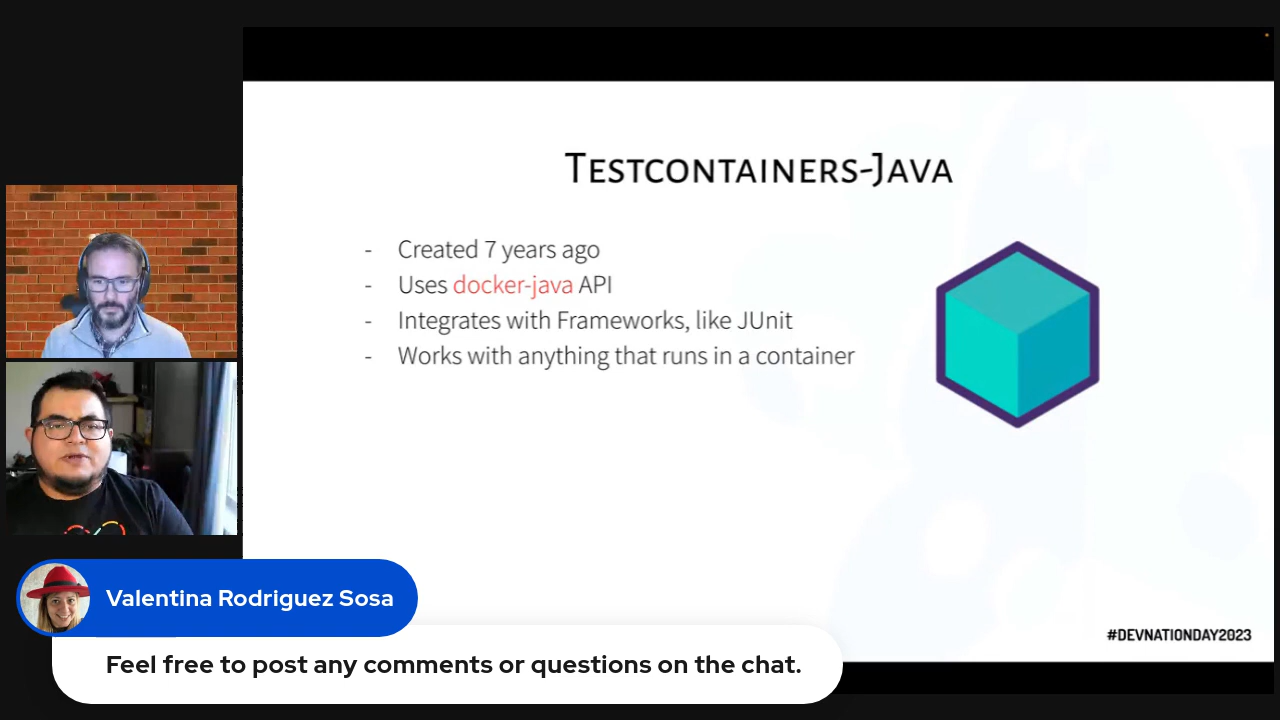 Testcontainers-Java
- Created 7 years ago
- Uses docker-java API
- Integrates with Frameworks, like JUnit
- Works with anything that runs in a container
#DEVNATIONDAY2023
Valentina Rodriguez Sosa
Feel free to post any comments or questions on the chat.